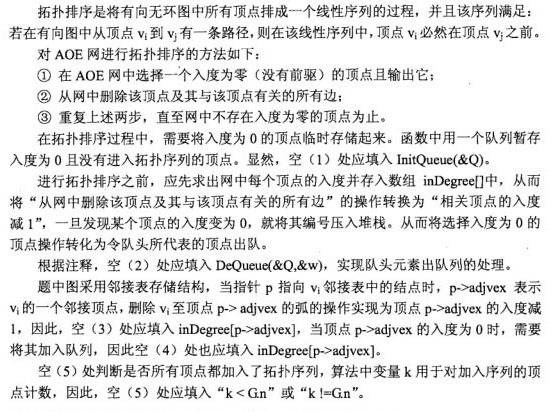 拓扑排序是将有向无环图中所有顶点排成一个线性序列的过程，并且该序列满足：
若在有向图中从顶点 vi到 vj有一条路径，则在该线性序列中，顶点 vi必然在顶点 vj之前。
对 AOE 网进行拓扑排序的方法如下：
① 在 AOE 网中选择一个入度为零（没有前驱）的顶点且输出它；
② 从网中删除该顶点及其与该顶点有关的所有边；
③ 重复上述两步，直至网中不存在入度为零的顶点为止。
在拓扑排序过程中，需要将入度为 0 的顶点临时存储起来。函数中用一个队列暂存
入度为 0 且没有进入拓扑序列的顶点。显然，空（1）处应填入 InitQueue(&Q)。
进行拓扑排序之前，应先求出网中每个顶点的入度并存入数组 inDegree[]中，从而
将“从网中删除该顶点及其与该顶点有关的所有边”的操作转换为“相关顶点的入度
减 1”，一旦发现某个顶点的入度变为 0，就将其编号压入堆栈。从而将选择入度为 0 的
顶点操作转化为令队头所代表的顶点出队。
根据注释，空（2）处应填入 DeQueue(&Q,&w)，实现队头元素出队列的处理。
题中图采用邻接表存储结构，当指针 p 指向 vi邻接表中的结点时，p->adjvex 表示
vi的一个邻接顶点，删除 vi至顶点 p-> adjvex 的弧的操作实现为顶点 p->adjvex 的入度减
1，因此，空（3）处应填入 inDegree[p->adjvex]，当顶点 p->adjvex 的入度为 0 时，需要
将其加入队列，因此空（4）处也应填入 inDegree[p->adjvex]。
空（5）处判断是否所有顶点都加入了拓扑序列，算法中变量 k 用于对加入序列的顶
点计数，因此，空（5）处应填入“k < G.n”或“k !=G.n”。